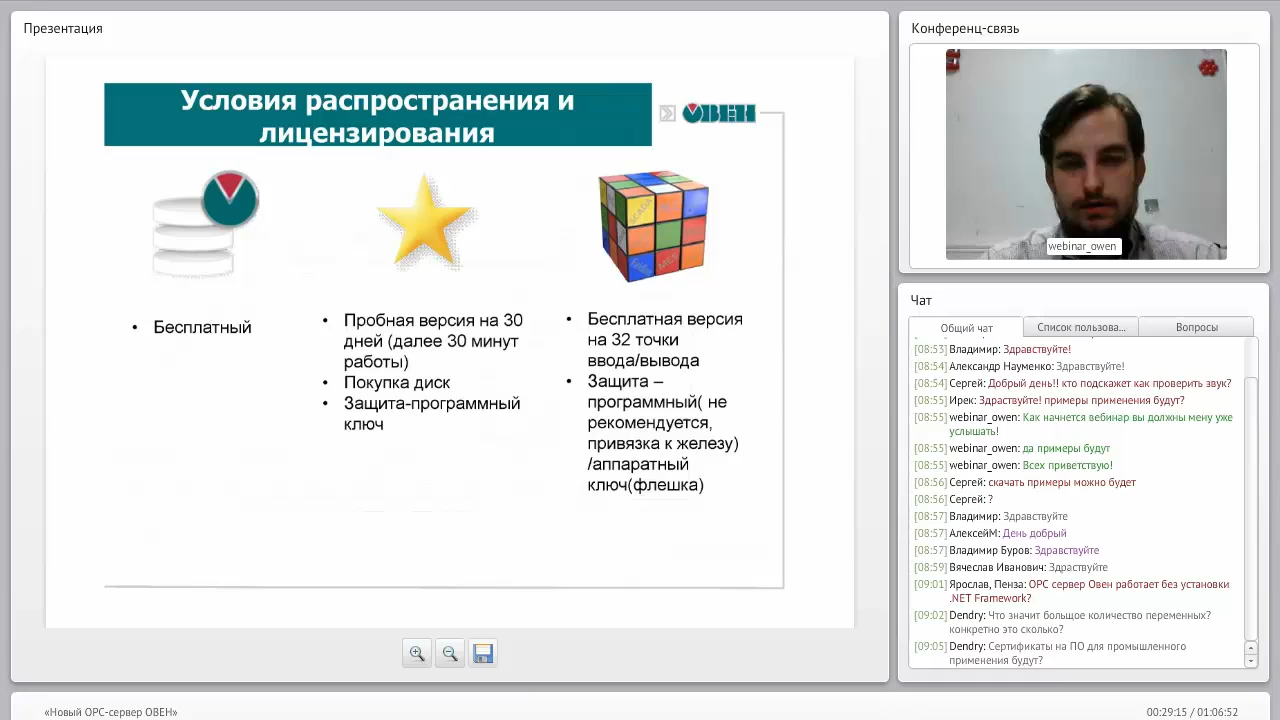 Презентация
Условия распространения и
лицензирования
ОВЕН
• Бесплатный
• Пробная версия на 30
дней (далее 30 минут
работы)
• Покупка диск
• Защита-программный
ключ
• Бесплатная версия
на 32 точки
ввода/вывода
• Защита –
программный( не
рекомендуется,
привязка к железу)
/аппаратный
ключ(флешка)
Конференц-связь
webinar_owen
Чат
Общий чат
Список пользова...
Вопросы
[08:53] Владимир: Здравствуйте!
[08:54] Александр Науменко: Здравствуйте!
[08:54] Сергей: Добрый день!! кто подскажет как проверить звук?
[08:55] Ирек: Здраствуйте! примеры применения будут?
[08:55] webinar_owen: Как начнется вебинар вы должны мену уже
услышать!
[08:55] webinar_owen: да примеры будут
[08:55] webinar_owen: Всех приветствую!
[08:56] Сергей: скачать примеры можно будет
[08:56] Сергей: ?
[08:57] Владимир: Здравствуйте
[08:57] АлексейМ: День добрый
[08:57] Владимир Буров: Здравствуйте
[08:59] Вячеслав Иванович: Здраствуйте
[09:01] Ярослав, Пенза: OPC сервер Овен работает без установки
.NET Framework?
[09:02] Dendry: Что значит большое количество переменных?
конкретно это сколько?
[09:05] Dendry: Сертификаты на ПО для промышленного
применения будут?
«Новый OPC-сервер ОВЕН»
00:29:15 / 01:06:52